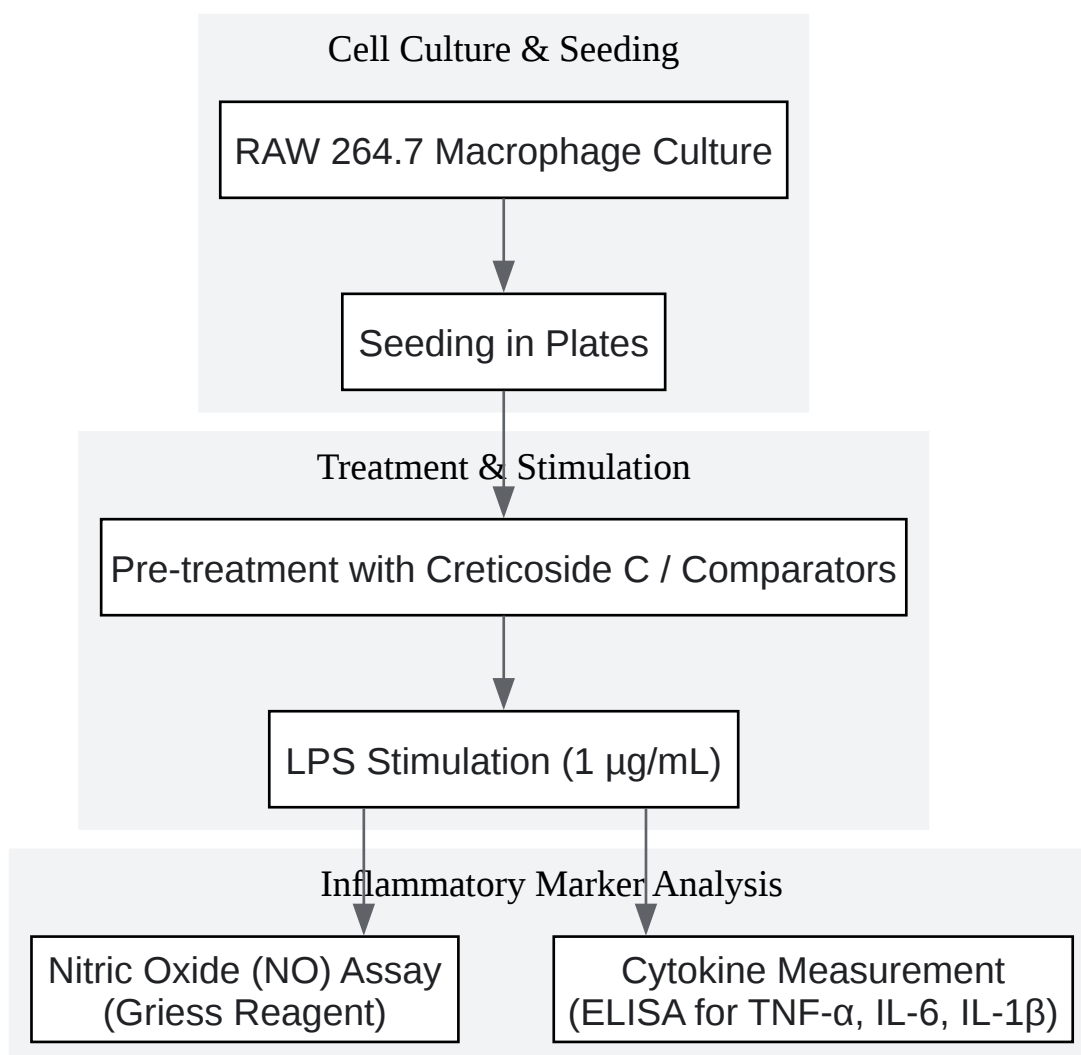 Cell Culture & Seeding
RAW 264.7 Macrophage Culture
Seeding in Plates
Treatment & Stimulation
Pre-treatment with Creticoside C / Comparators
LPS Stimulation (1 µg/mL)
Inflammatory Marker Analysis
Nitric Oxide (NO) Assay
(Griess Reagent)
Cytokine Measurement
(ELISA for TNF-α, IL-6, IL-1β)